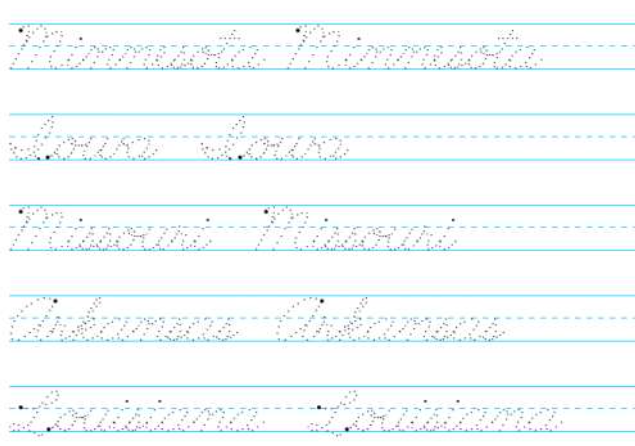 Minnesota Minnesota
Iowa Iowa
Missouri Missouri
Arkansas Arkansas
Louisiana Louisiana